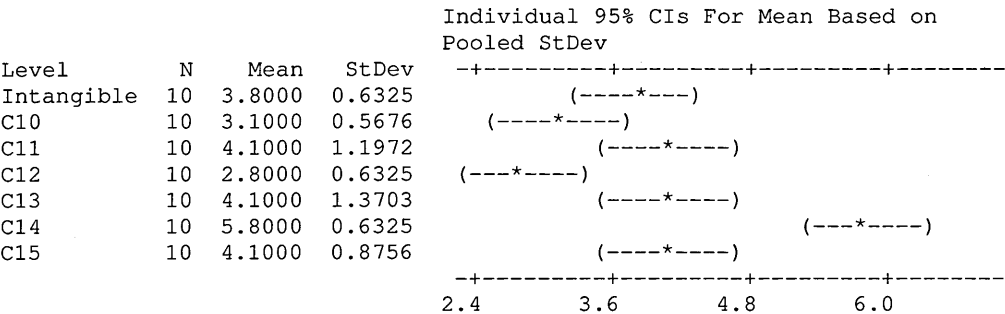 Individual 95% CIs For Mean Based on
Pooled StDev
Level N Mean StDev -+---------+---------+---------+--------
Intangible 10 3.8000 0.6325 (----*---)
C10 10 3.1000 0.5676 (----*----)
C11 10 4.1000 1.1972 (----*----)
C12 10 2.8000 0.6325 (---*----)
C13 10 4.1000 1.3703 (----*----)
C14 10 5.8000 0.6325 (---*----)
C15 10 4.1000 0.8756 (----*----)
-+---------+---------+---------+--------
2.4 3.6 4.8 6.0